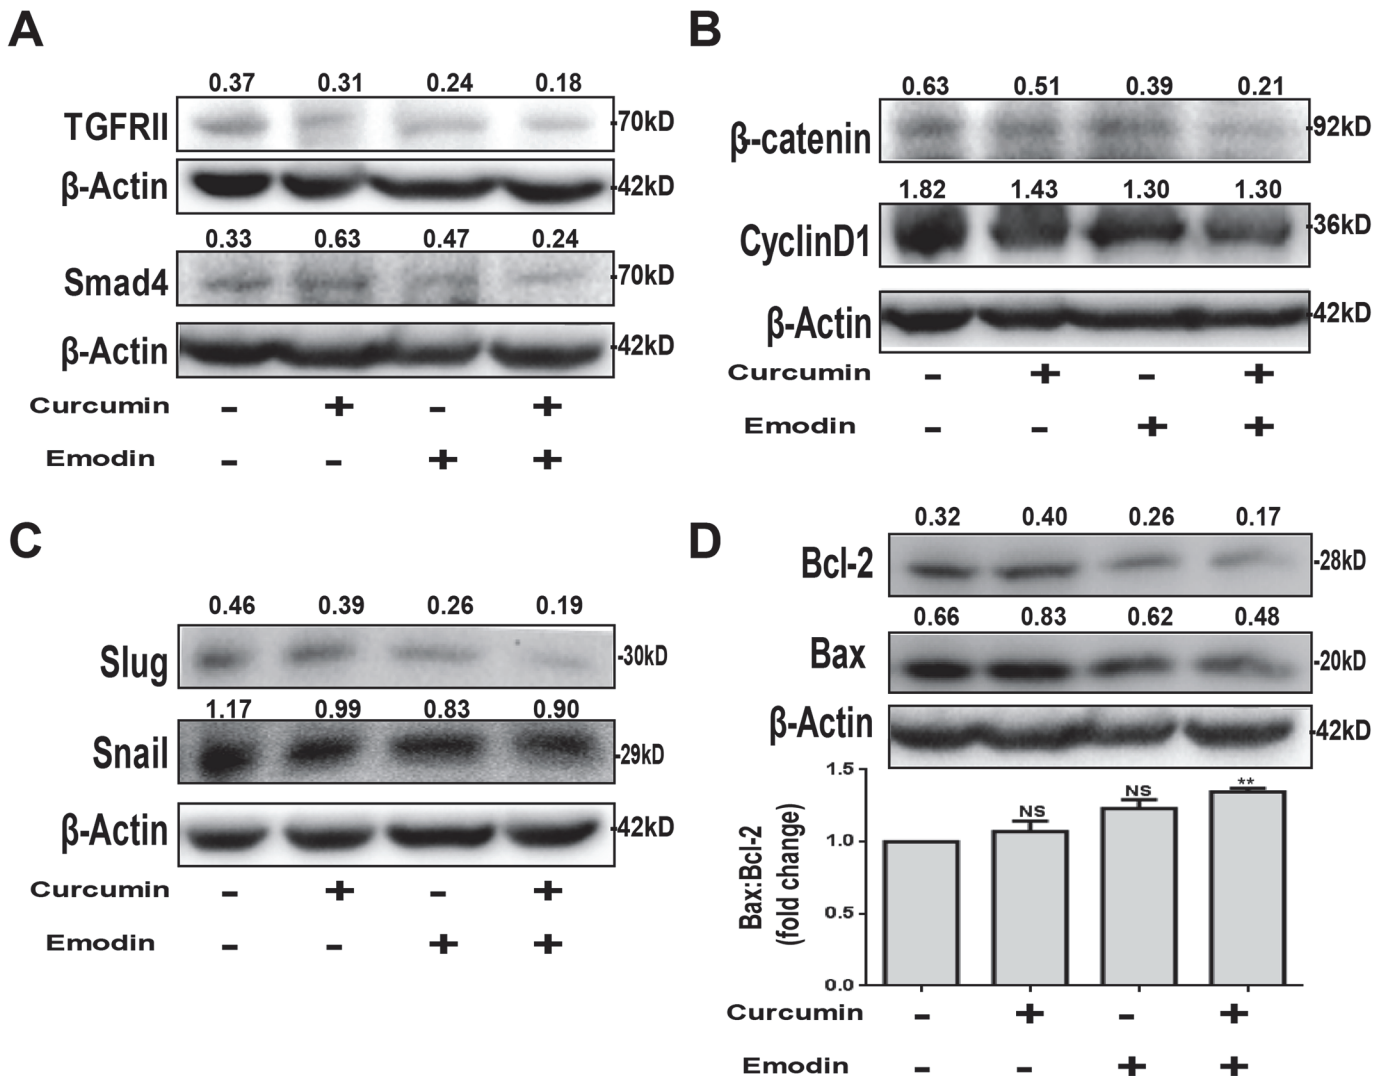 A
0.37 0.31 0.24 0.18
TGFRII
-70kD
β-Actin
-42kD
0.33 0.63 0.47 0.24
Smad4
-70kD
β-Actin
-42kD
Curcumin - + - +
Emodin - - + +
B
0.63 0.51 0.39 0.21
β-catenin
-92kD
1.82 1.43 1.30 1.30
CyclinD1
-36kD
β-Actin
-42kD
Curcumin - + - +
Emodin - - + +
C
0.46 0.39 0.26 0.19
Slug
-30kD
1.17 0.99 0.83 0.90
Snail
-29kD
β-Actin
-42kD
Curcumin - + - +
Emodin - - + +
D
0.32 0.40 0.26 0.17
Bcl-2
-28kD
0.66 0.83 0.62 0.48
Bax
-20kD
β-Actin
-42kD
Bax:Bcl-2
(fold change)
1.5
1.0
0.5
0.0
NS NS **
Curcumin - + - +
Emodin - - + +